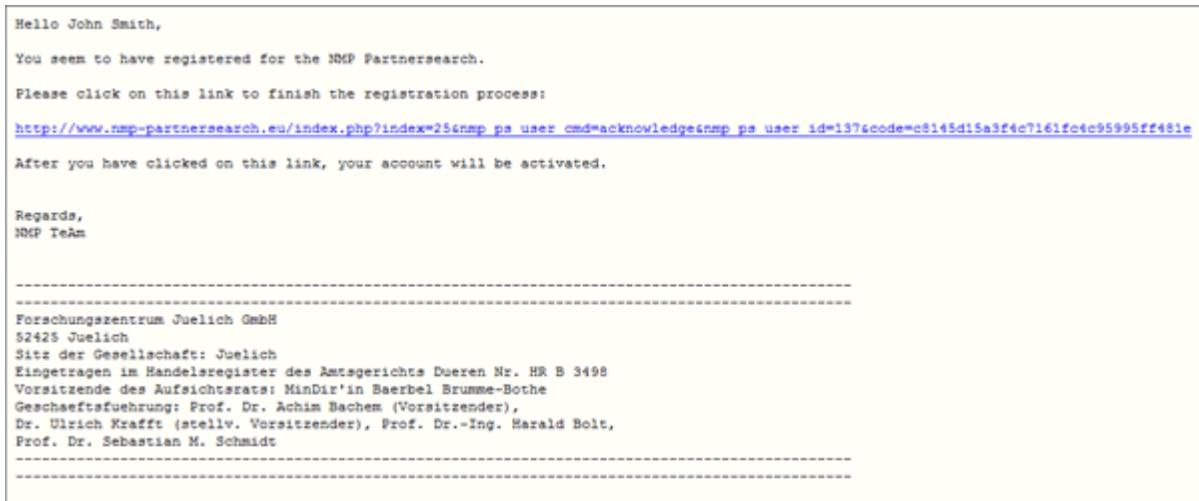 Hello John Smith,
You seem to have registered for the NMP Partnersearch.
Please click on this link to finish the registration process:
http://www.nmp-partnersearch.eu/index.php?index=25&nmp_ps_user_cmd=acknowledge&nmp_ps_user_id=137&code=c8145d15a3f4c7161fc4c95995ff481e
After you have clicked on this link, your account will be activated.
Regards,
NMP TeAm
-----------------------------------------------------------------------------------------------
-----------------------------------------------------------------------------------------------
Forschungszentrum Juelich GmbH
52425 Juelich
Sitz der Gesellschaft: Juelich
Eingetragen im Handelsregister des Amtsgerichts Dueren Nr. HR B 3498
Vorsitzende des Aufsichtsrats: MinDir'in Baerbel Brumme-Bothe
Geschaeftsfuehrung: Prof. Dr. Achim Bachem (Vorsitzender),
Dr. Ulrich Krafft (stellv. Vorsitzender), Prof. Dr.-Ing. Harald Bolt,
Prof. Dr. Sebastian M. Schmidt
-----------------------------------------------------------------------------------------------
-----------------------------------------------------------------------------------------------